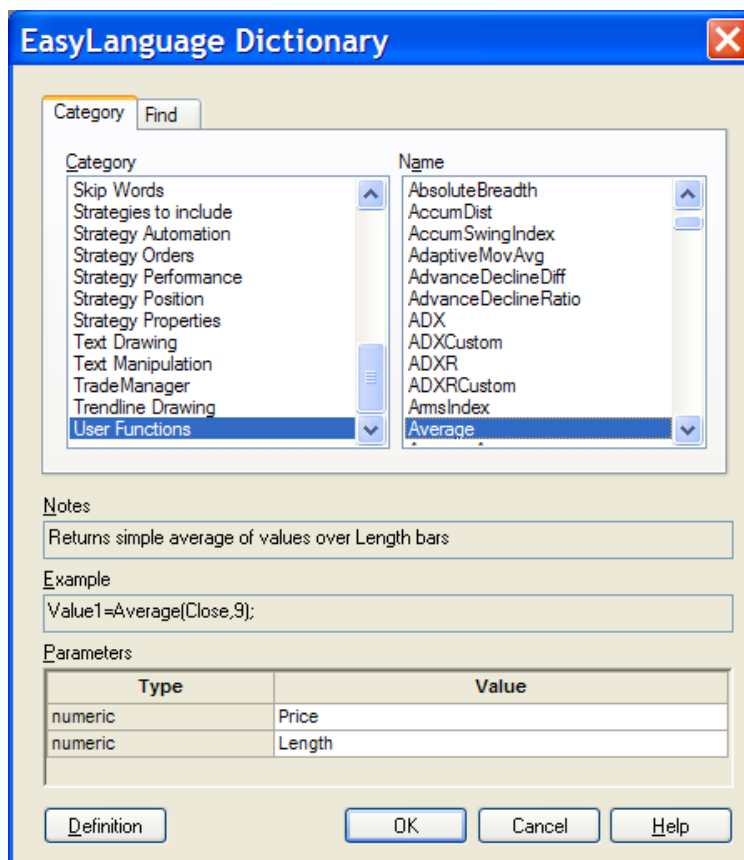 EasyLanguage Dictionary
Category Find
Category
Skip Words
Strategies to include
Strategy Automation
Strategy Orders
Strategy Performance
Strategy Position
Strategy Properties
Text Drawing
Text Manipulation
TradeManager
Trendline Drawing
User Functions
Name
AbsoluteBreadth
AccumDist
AccumSwingIndex
AdaptiveMovAvg
AdvanceDeclineDiff
AdvanceDeclineRatio
ADX
ADXCustom
ADXR
ADXRCustom
ArmsIndex
Average
Notes
Returns simple average of values over Length bars
Example
Value1=Average(Close,9);
Parameters
Type Value
numeric Price
numeric Length
Definition OK Cancel Help